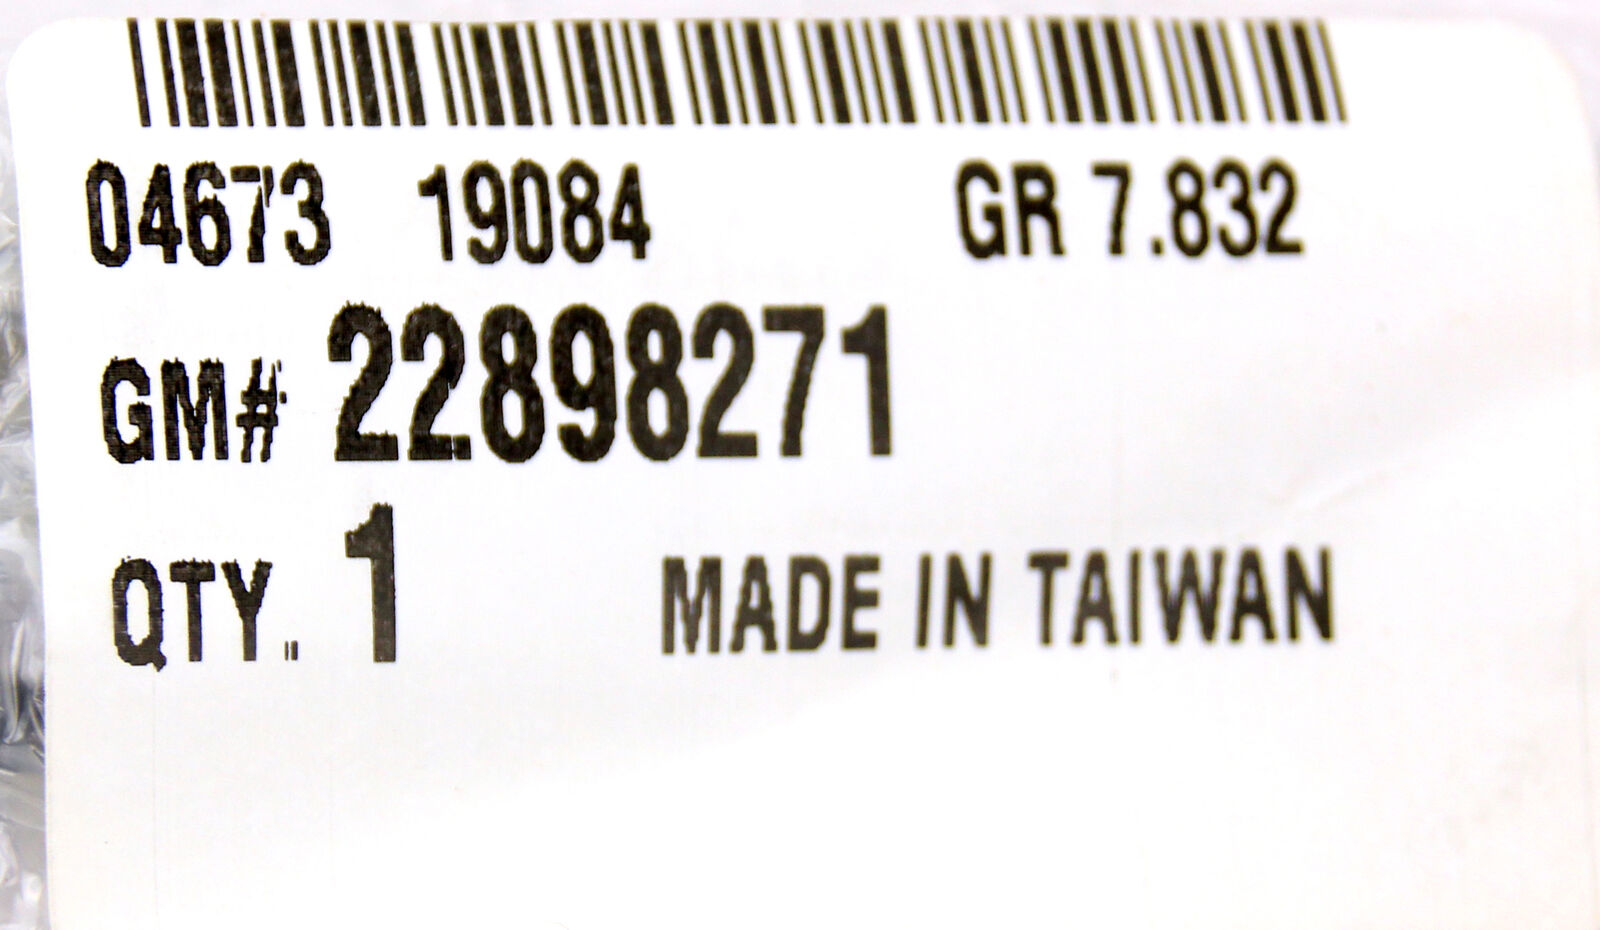 04673 19084 GR 7.832
GM# 22898271
QTY. 1 MADE IN TAIWAN